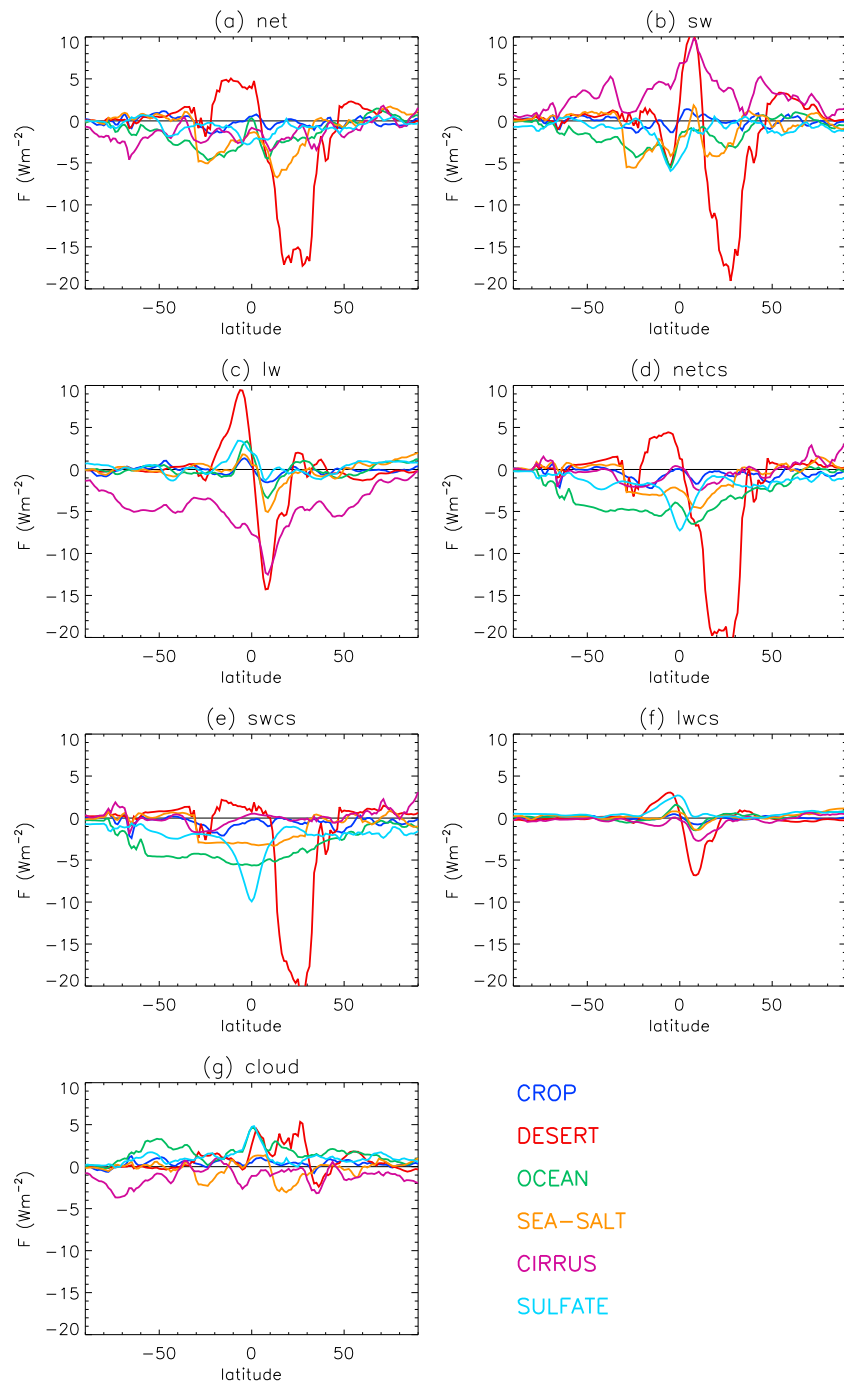 (a) net
(b) sw
10
5
0
−5
−10
−15
−20
F (Wm−2)
−50 0 50
latitude
10
5
0
−5
−10
−15
−20
F (Wm−2)
−50 0 50
latitude
(c) lw
(d) netcs
10
5
0
−5
−10
−15
−20
F (Wm−2)
−50 0 50
latitude
10
5
0
−5
−10
−15
−20
F (Wm−2)
−50 0 50
latitude
(e) swcs
(f) lwcs
10
5
0
−5
−10
−15
−20
F (Wm−2)
−50 0 50
latitude
10
5
0
−5
−10
−15
−20
F (Wm−2)
−50 0 50
latitude
(g) cloud
10
5
0
−5
−10
−15
−20
F (Wm−2)
−50 0 50
latitude
CROP
DESERT
OCEAN
SEA−SALT
CIRRUS
SULFATE